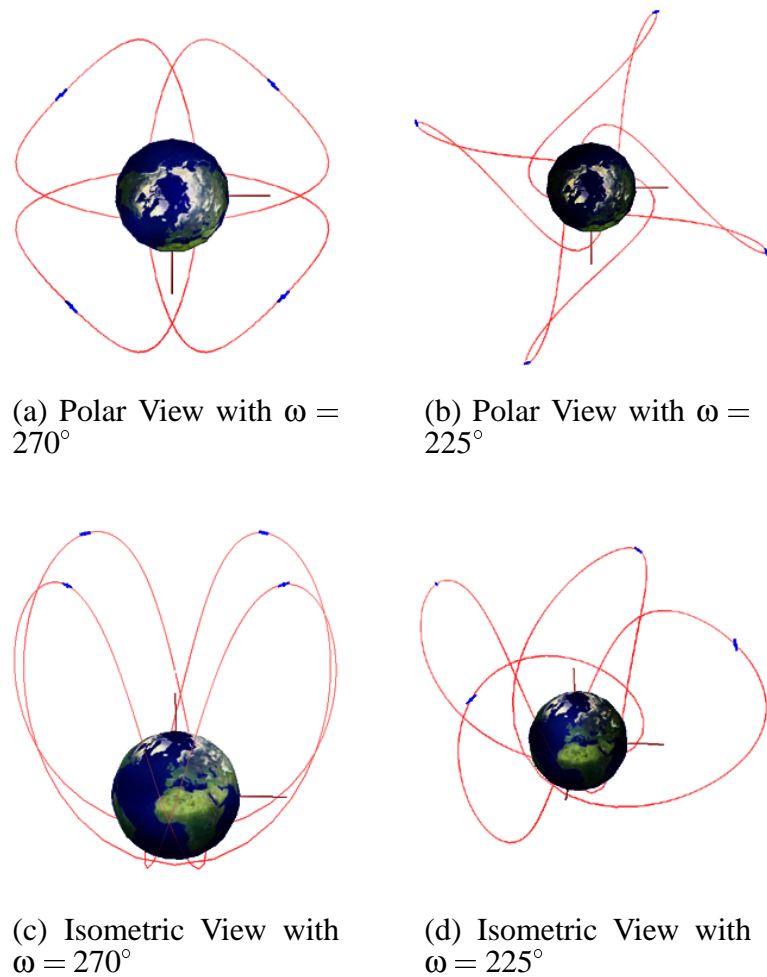 (a) Polar View with ω =
270°
(b) Polar View with ω =
225°
(c) Isometric View with
ω = 270°
(d) Isometric View with
ω = 225°